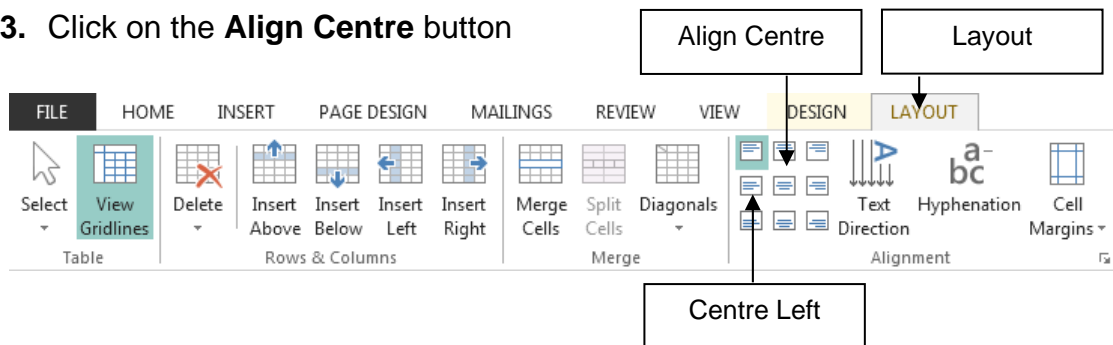 3. Click on the Align Centre button
Align Centre
Layout
FILE HOME INSERT PAGE DESIGN MAILINGS REVIEW VIEW DESIGN LAYOUT
Select View Gridlines Delete Insert Above Insert Below Insert Left Insert Right Merge Cells Split Cells Diagonals A Text Direction a- bc Hyphenation Cell Margins
Table Rows & Columns Merge Alignment
Centre Left